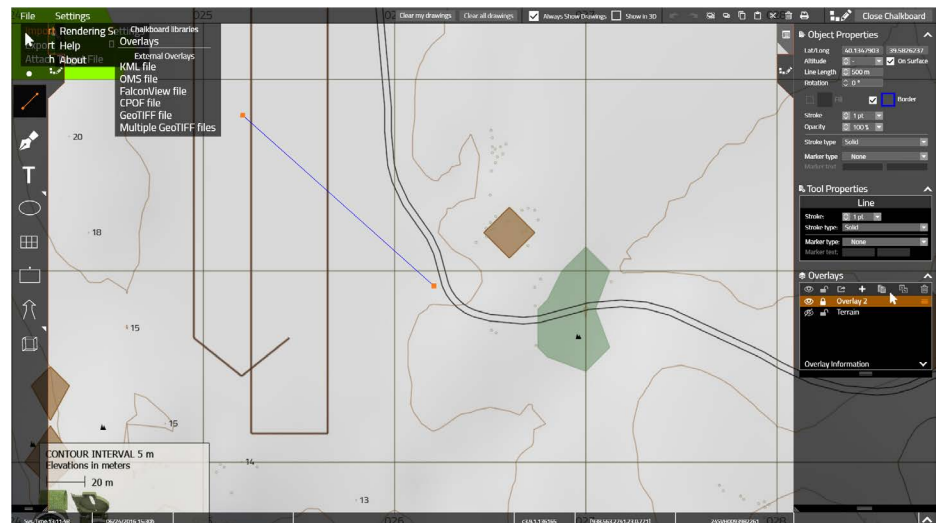 File Settings
025
Clear my drawings Clear all drawings Always Show Drawings Show in 3D
Close Chalkboard
Rendering
Help
About
Chalkboard libraries
Overlays
External Overlays
KML file
OMS file
FalconView file
CPOF file
GeoTIFF file
Multiple GeoTIFF files
20
18
15
15
14
13
CONTOUR INTERVAL 5 m
Elevations in meters
20 m
Object Properties
Lat/Long 40.1347903 39.5826237
Altitude - On Surface
Line Length 500 m
Rotation 0 °
Fill Border
Stroke 1 pt
Opacity 100 %
Stroke type Solid
Marker type None
Marker text
Tool Properties
Line
Stroke: 1 pt
Stroke type: Solid
Marker type: None
Marker text:
Overlays
Overlay 2
Terrain
Overlay Information
026